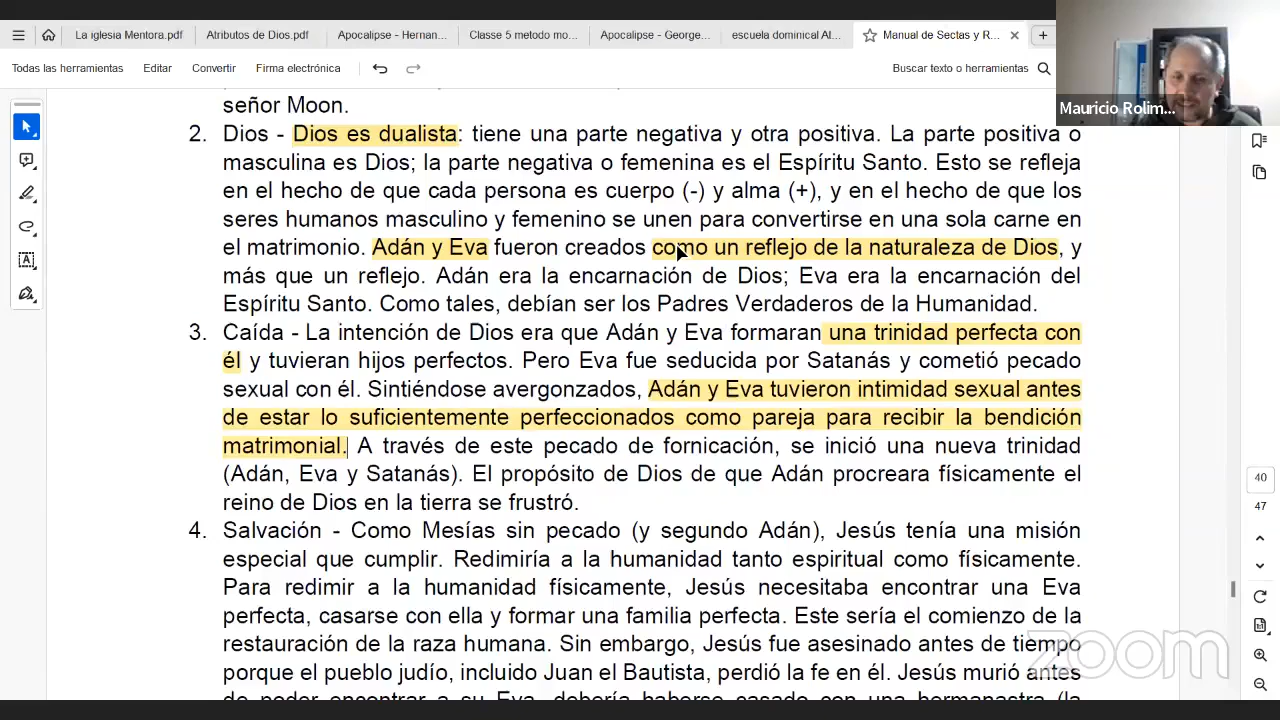 La iglesia Mentora.pdf
Atributos de Dios.pdf
Apocalipse - Hernan...
Classe 5 metodo mo...
Apocalipse - George...
escuela dominical Al...
Manual de Sectas y R...
Todas las herramientas
Editar
Convertir
Firma electrónica
Buscar texto o herramientas
Mauricio Rolim...
señor Moon.
2. Dios - Dios es dualista: tiene una parte negativa y otra positiva. La parte positiva o
masculina es Dios; la parte negativa o femenina es el Espíritu Santo. Esto se refleja
en el hecho de que cada persona es cuerpo (-) y alma (+), y en el hecho de que los
seres humanos masculino y femenino se unen para convertirse en una sola carne en
el matrimonio. Adán y Eva fueron creados como un reflejo de la naturaleza de Dios, y
más que un reflejo. Adán era la encarnación de Dios; Eva era la encarnación del
Espíritu Santo. Como tales, debían ser los Padres Verdaderos de la Humanidad.
3. Caída - La intención de Dios era que Adán y Eva formaran una trinidad perfecta con
él y tuvieran hijos perfectos. Pero Eva fue seducida por Satanás y cometió pecado
sexual con él. Sintiéndose avergonzados, Adán y Eva tuvieron intimidad sexual antes
de estar lo suficientemente perfeccionados como pareja para recibir la bendición
matrimonial. A través de este pecado de fornicación, se inició una nueva trinidad
(Adán, Eva y Satanás). El propósito de Dios de que Adán procreara físicamente el
reino de Dios en la tierra se frustró.
4. Salvación - Como Mesías sin pecado (y segundo Adán), Jesús tenía una misión
especial que cumplir. Redimiría a la humanidad tanto espiritual como físicamente.
Para redimir a la humanidad físicamente, Jesús necesitaba encontrar una Eva
perfecta, casarse con ella y formar una familia perfecta. Este sería el comienzo de la
restauración de la raza humana. Sin embargo, Jesús fue asesinado antes de tiempo
porque el pueblo judío, incluido Juan el Bautista, perdió la fe en él. Jesús murió antes
de poder encontrar a su Eva, debería haberse casado con una hermanastra (la
40
47
zoom